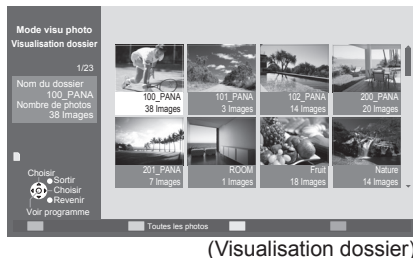 Mode visu photo
Visualisation dossier
1/23
Nom du dossier
100_PANA
Nombre de photos
38 Images
Choisir
Sortir
Choisir
Revenir
Voir programme
100_PANA
38 Images
101_PANA
3 Images
102_PANA
14 Images
200_PANA
20 Images
201_PANA
7 Images
ROOM
1 Images
Fruit
18 Images
Nature
14 Images
Toutes les photos
(Visualisation dossier)